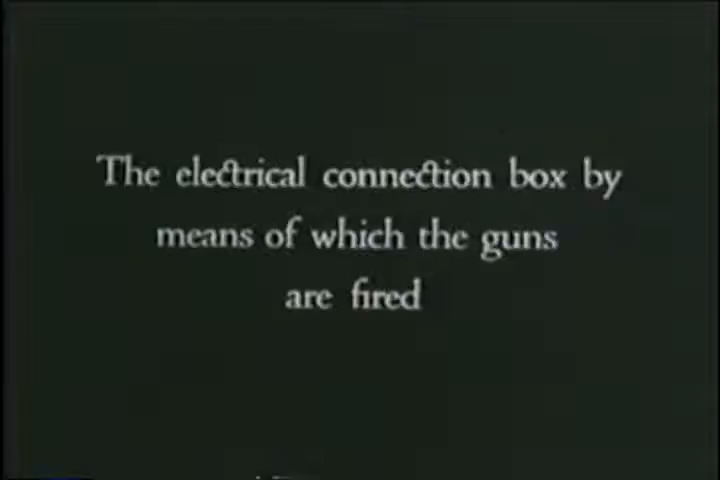 The electrical connection box by
means of which the guns
are fired